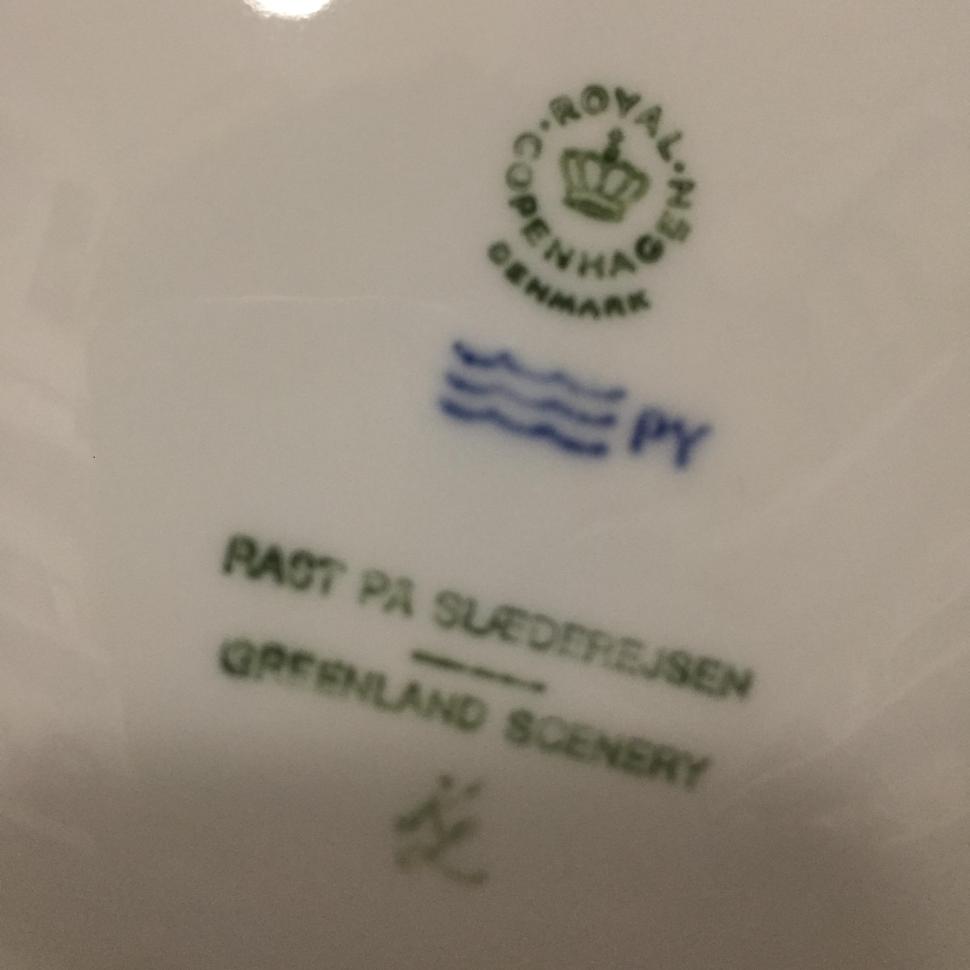 ROYAL
COPENHAGEN
DENMARK
PY
RAST PÅ SLÆDEREJSEN
GREENLAND SCENERY